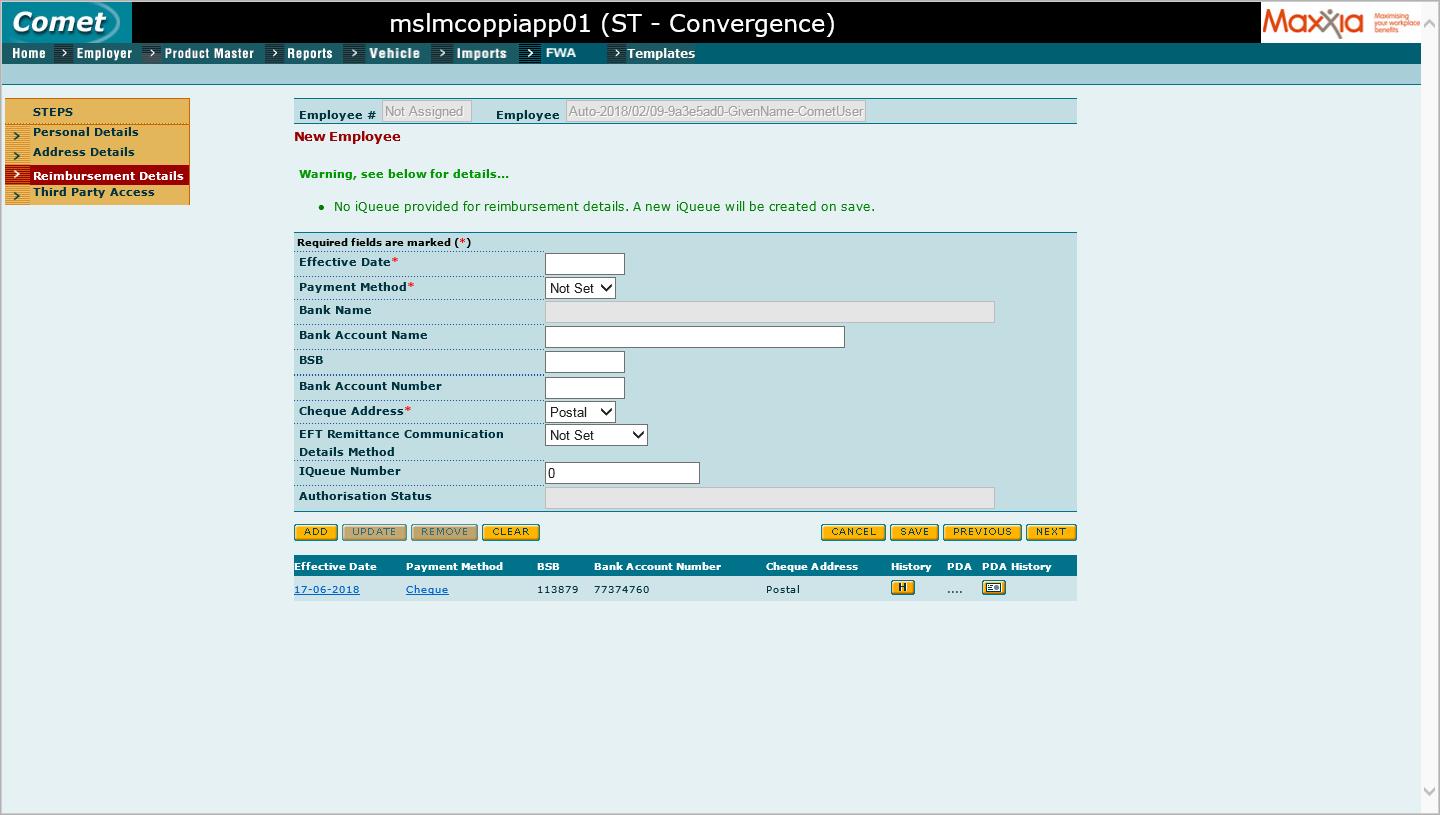 Comet
mslmcoppiapp01 (ST - Convergence)
Maxxia Maximising your workplace benefits
Home > Employer > Product Master > Reports > Vehicle > Imports > FWA > Templates
STEPS
> Personal Details
> Address Details
> Reimbursement Details
> Third Party Access
Employee # Not Assigned Employee Auto-2018/02/09-9a3e5ad0-GivenName-CometUser
New Employee
Warning, see below for details...
• No iQueue provided for reimbursement details. A new iQueue will be created on save.
Required fields are marked (*)
Effective Date*
Payment Method* Not Set
Bank Name
Bank Account Name
BSB
Bank Account Number
Cheque Address* Postal
EFT Remittance Communication Details Method Not Set
IQueue Number 0
Authorisation Status
ADD UPDATE REMOVE CLEAR CANCEL SAVE PREVIOUS NEXT
Effective Date Payment Method BSB Bank Account Number Cheque Address History PDA PDA History
17-06-2018 Cheque 113879 77374760 Postal H ....